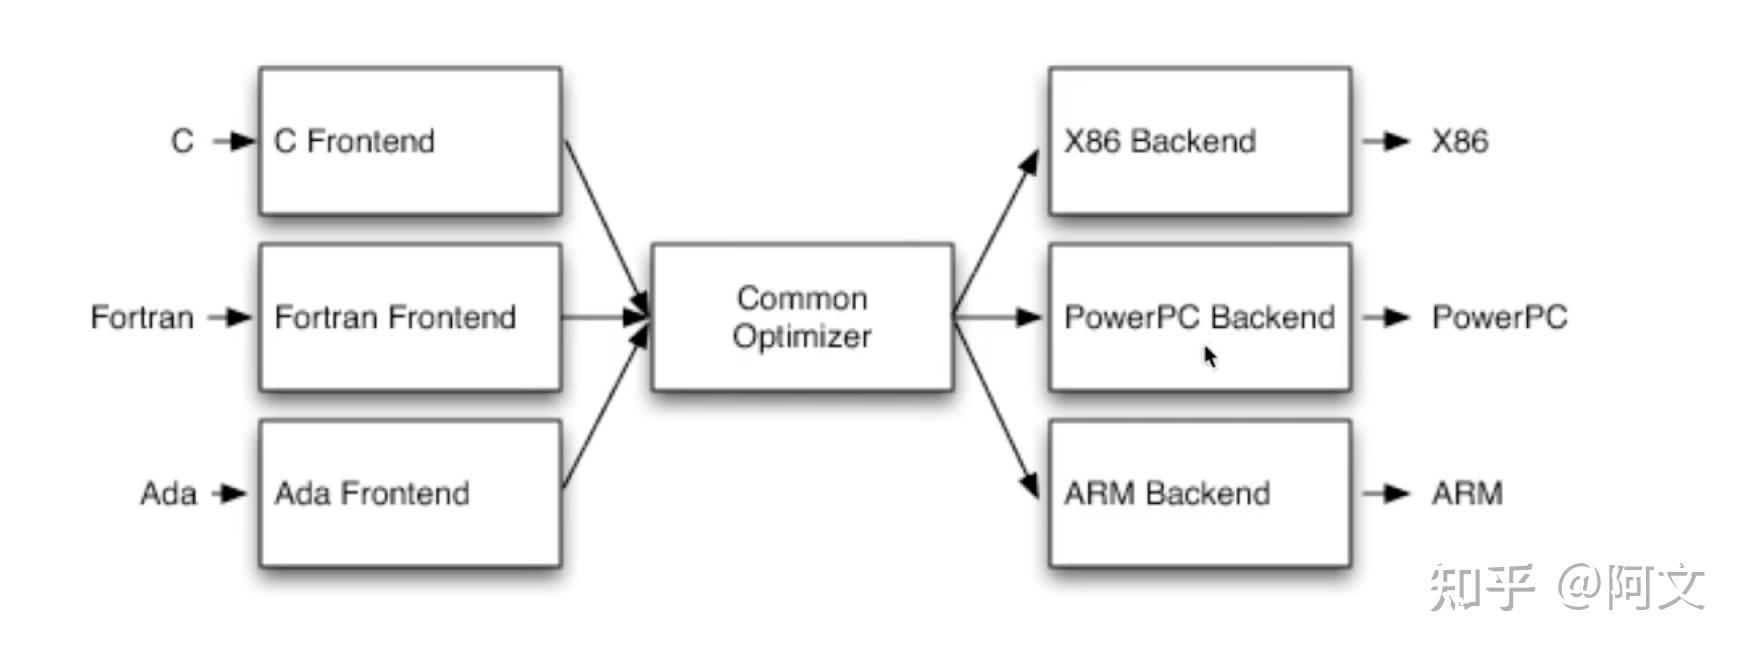 C
C Frontend
X86 Backend
X86
Fortran
Fortran Frontend
Common
Optimizer
PowerPC Backend
PowerPC
Ada
Ada Frontend
ARM Backend
ARM
知乎 @阿文